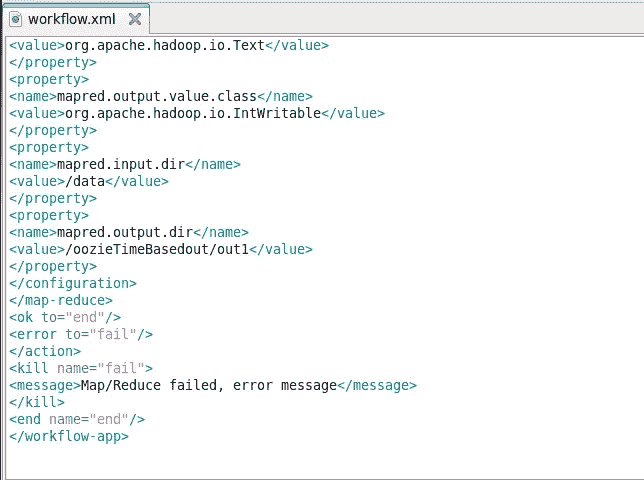 workflow.xml
<value>org.apache.hadoop.io.Text</value>
</property>
<property>
<name>mapred.output.value.class</name>
<value>org.apache.hadoop.io.IntWritable</value>
</property>
<property>
<name>mapred.input.dir</name>
<value>/data</value>
</property>
<property>
<name>mapred.output.dir</name>
<value>/oozieTimeBasedout/out1</value>
</property>
</configuration>
</map-reduce>
<ok to="end"/>
<error to="fail"/>
</action>
<kill name="fail">
<message>Map/Reduce failed, error message</message>
</kill>
<end name="end"/>
</workflow-app>